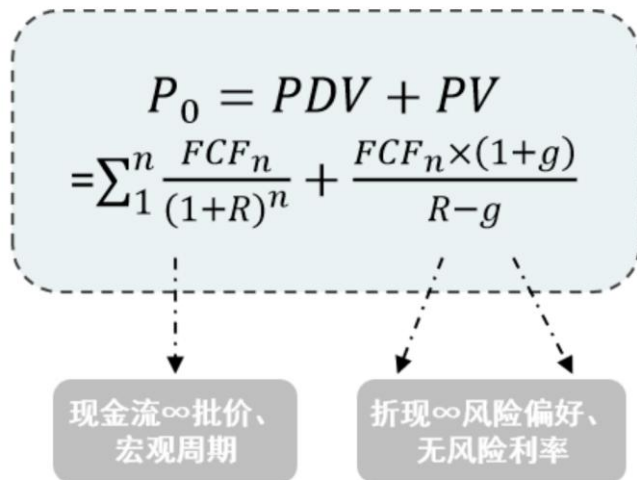 P₀ = PDV + PV
=∑₁ⁿ FCFₙ/(1+R)ⁿ + FCFₙ×(1+g)/R−g
现金流∞批价、
宏观周期
折现∞风险偏好、
无风险利率